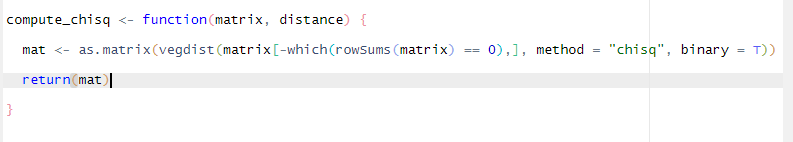 compute_chisq <- function(matrix, distance) {
mat <- as.matrix(vegdist(matrix[-which(rowSums(matrix) == 0),], method = "chisq", binary = T))
return(mat)
}